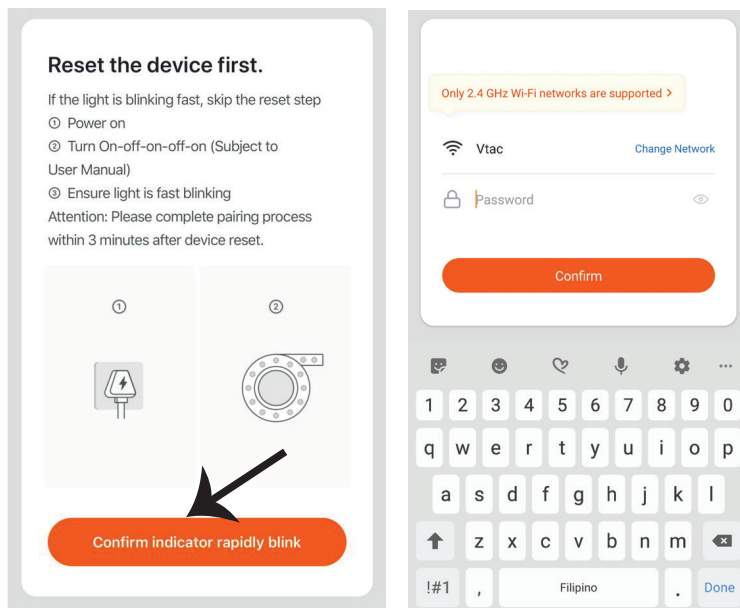 Reset the device first.
If the light is blinking fast, skip the reset step
① Power on
② Turn On-off-on-off-on (Subject to
User Manual)
③ Ensure light is fast blinking
Attention: Please complete pairing process
within 3 minutes after device reset.
① ②
Confirm indicator rapidly blink
Only 2.4 GHz Wi-Fi networks are supported >
Vtac Change Network
Password
Confirm
1 2 3 4 5 6 7 8 9 0
q w e r t y u i o p
a s d f g h j k l
z x c v b n m
!#1 , Filipino . Done